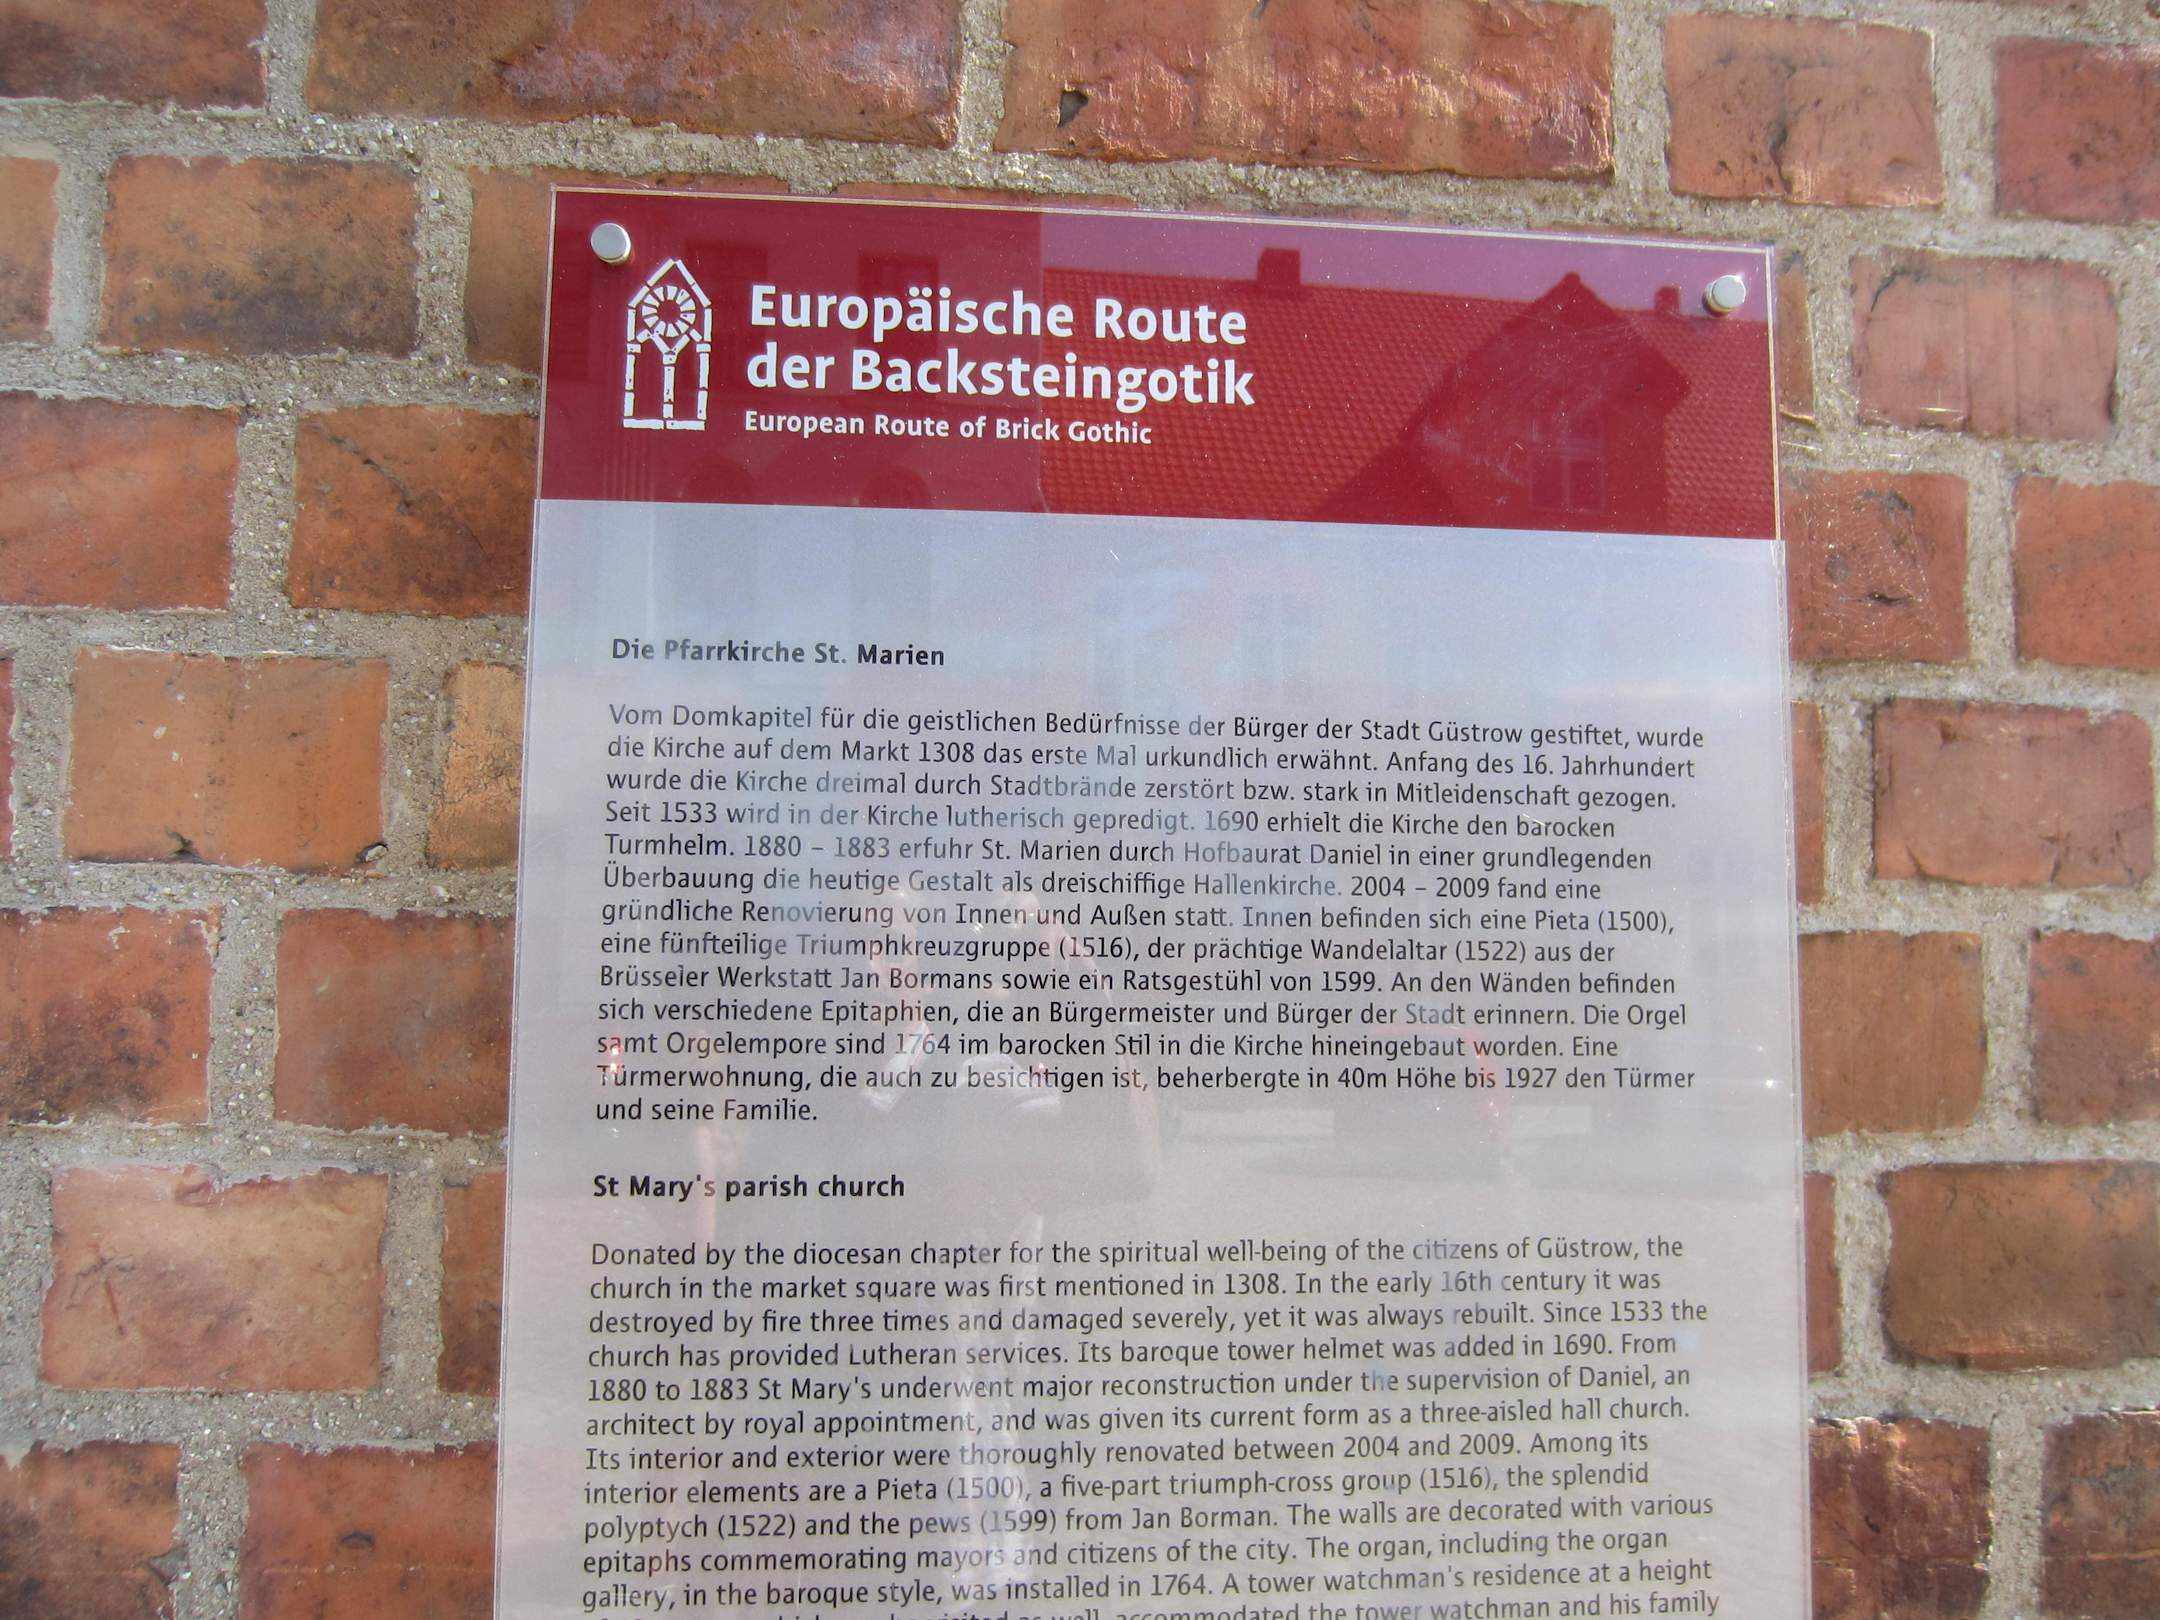 Europäische Route
der Backsteingotik
European Route of Brick Gothic
Die Pfarrkirche St. Marien
Vom Domkapitel für die geistlichen Bedürfnisse der Bürger der Stadt Güstrow gestiftet, wurde
die Kirche auf dem Markt 1308 das erste Mal urkundlich erwähnt. Anfang des 16. Jahrhundert
wurde die Kirche dreimal durch Stadtbrände zerstört bzw. stark in Mitleidenschaft gezogen.
Seit 1533 wird in der Kirche lutherisch gepredigt. 1690 erhielt die Kirche den barocken
Turmhelm. 1880 – 1883 erfuhr St. Marien durch Hofbaurat Daniel in einer grundlegenden
Überbauung die heutige Gestalt als dreischiffige Hallenkirche. 2004 – 2009 fand eine
gründliche Renovierung von Innen und Außen statt. Innen befinden sich eine Pieta (1500),
eine fünfteilige Triumphkreuzgruppe (1516), der prächtige Wandelaltar (1522) aus der
Brüsseler Werkstatt Jan Bormans sowie ein Ratsgestühl von 1599. An den Wänden befinden
sich verschiedene Epitaphien, die an Bürgermeister und Bürger der Stadt erinnern. Die Orgel
samt Orgelempore sind 1764 im barocken Stil in die Kirche hineingebaut worden. Eine
Türmerwohnung, die auch zu besichtigen ist, beherbergte in 40m Höhe bis 1927 den Türmer
und seine Familie.
St Mary's parish church
Donated by the diocesan chapter for the spiritual well-being of the citizens of Güstrow, the
church in the market square was first mentioned in 1308. In the early 16th century it was
destroyed by fire three times and damaged severely, yet it was always rebuilt. Since 1533 the
church has provided Lutheran services. Its baroque tower helmet was added in 1690. From
1880 to 1883 St Mary's underwent major reconstruction under the supervision of Daniel, an
architect by royal appointment, and was given its current form as a three-aisled hall church.
Its interior and exterior were thoroughly renovated between 2004 and 2009. Among its
interior elements are a Pieta (1500), a five-part triumph-cross group (1516), the splendid
polyptych (1522) and the pews (1599) from Jan Borman. The walls are decorated with various
epitaphs commemorating mayors and citizens of the city. The organ, including the organ
gallery, in the baroque style, was installed in 1764. A tower watchman's residence at a height
well, accommodated the tower watchman and his family